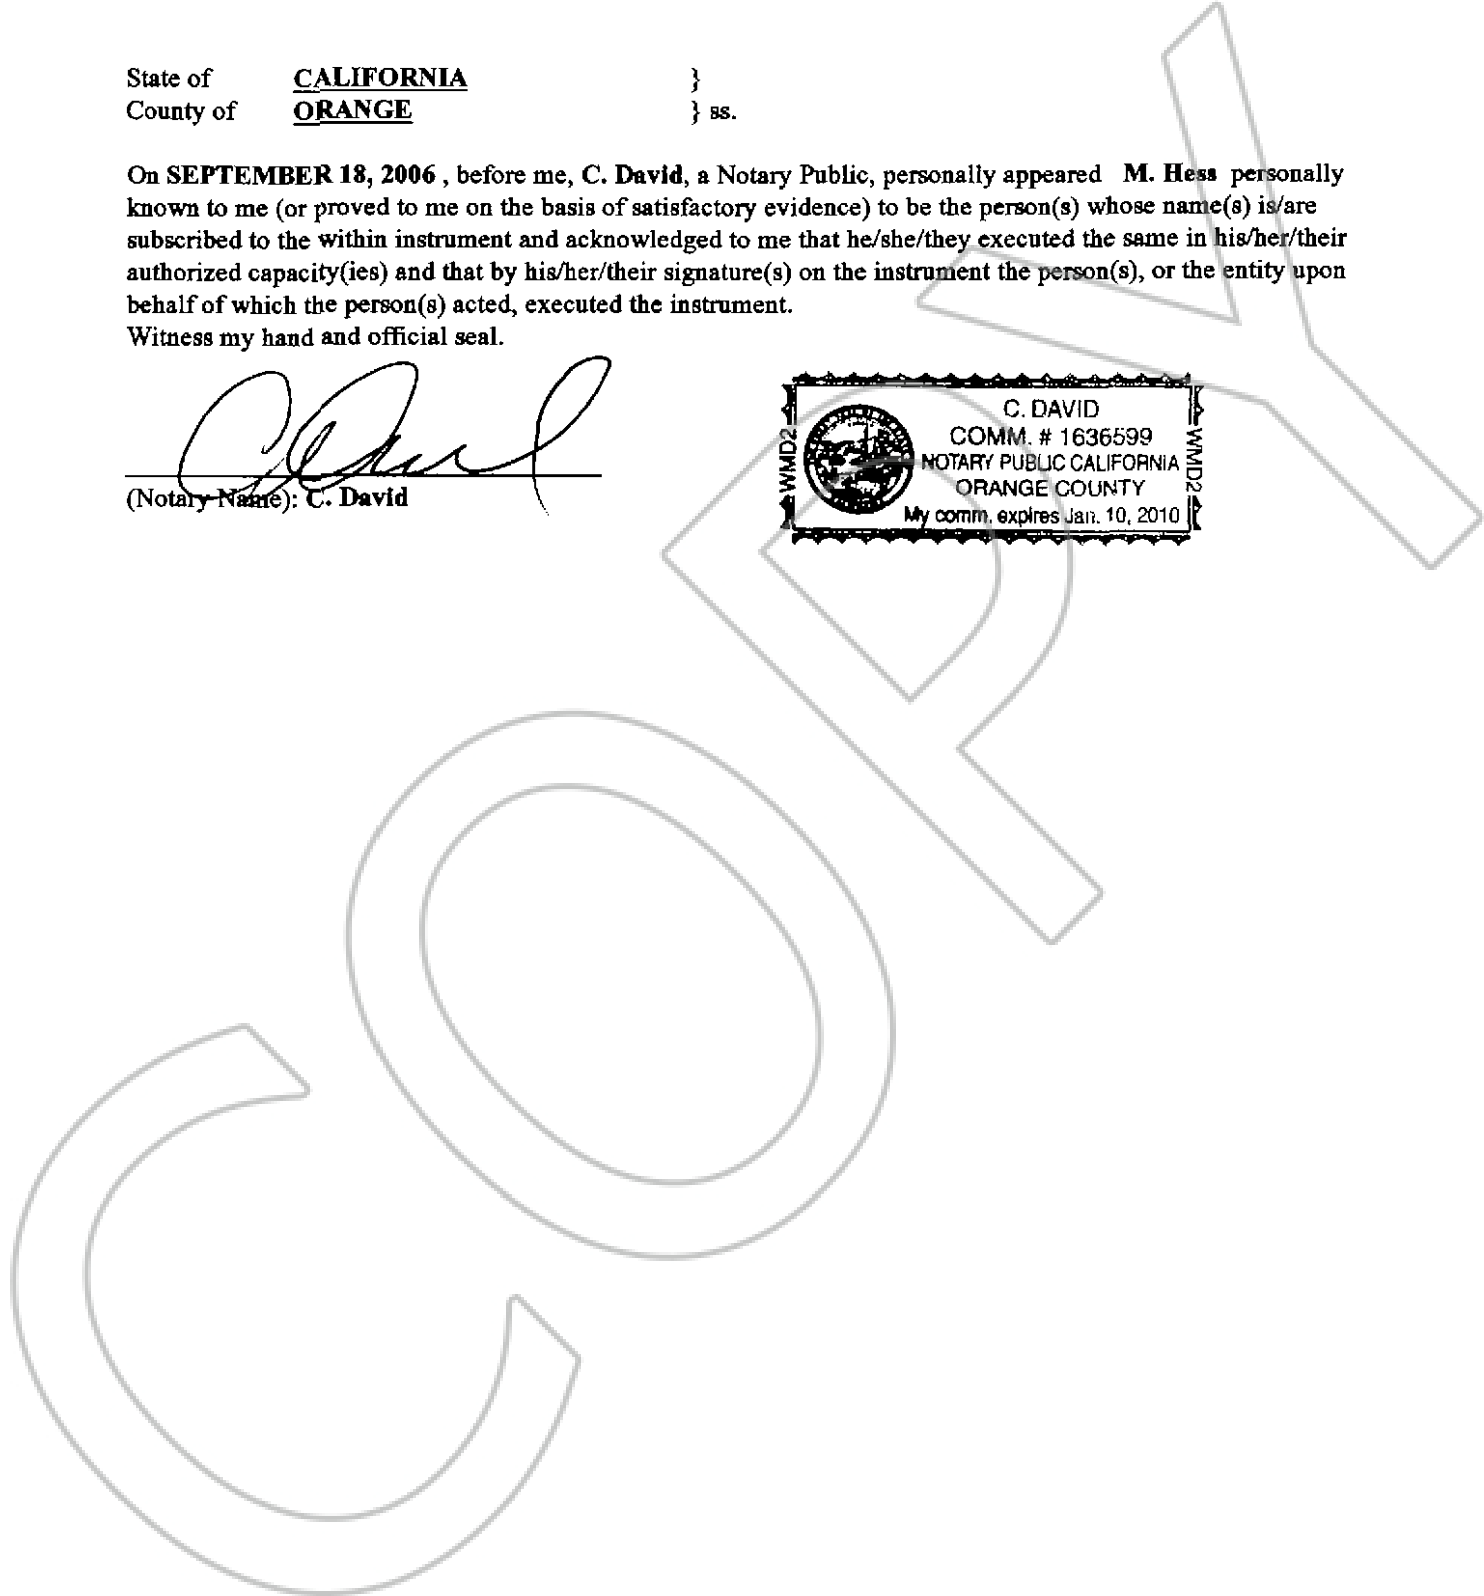 State of CALIFORNIA }
County of ORANGE } ss.
On SEPTEMBER 18, 2006 , before me, C. David, a Notary Public, personally appeared M. Hess personally
known to me (or proved to me on the basis of satisfactory evidence) to be the person(s) whose name(s) is/are
subscribed to the within instrument and acknowledged to me that he/she/they executed the same in his/her/their
authorized capacity(ies) and that by his/her/their signature(s) on the instrument the person(s), or the entity upon
behalf of which the person(s) acted, executed the instrument.
Witness my hand and official seal.
C David
(Notary Name): C. David
WMD2
C. DAVID
COMM. # 1636599
NOTARY PUBLIC CALIFORNIA
ORANGE COUNTY
My comm. expires Jan. 10, 2010
WMD2
COPY